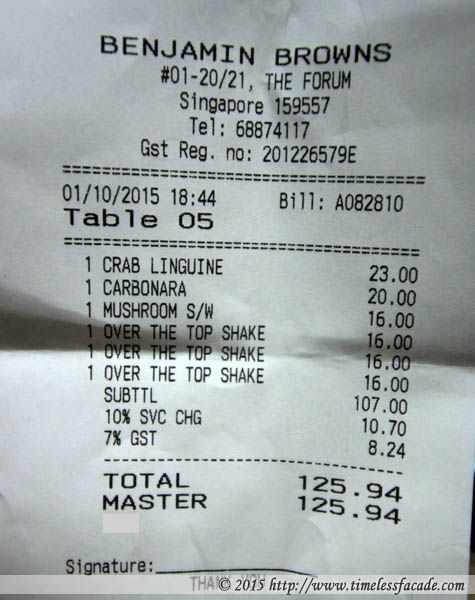 BENJAMIN BROWNS
#01-20/21, THE FORUM
Singapore 159557
Tel: 68874117
Gst Reg. no: 201226579E
01/10/2015 18:44 Bill: A082810
Table 05
1 CRAB LINGUINE 23.00
1 CARBONARA 20.00
1 MUSHROOM S/W 16.00
1 OVER THE TOP SHAKE 16.00
1 OVER THE TOP SHAKE 16.00
1 OVER THE TOP SHAKE 16.00
SUBTTL 107.00
10% SVC CHG 10.70
7% GST 8.24
TOTAL 125.94
MASTER 125.94
Signature:
THANK YOU
© 2015 http://www.timelessfacade.com